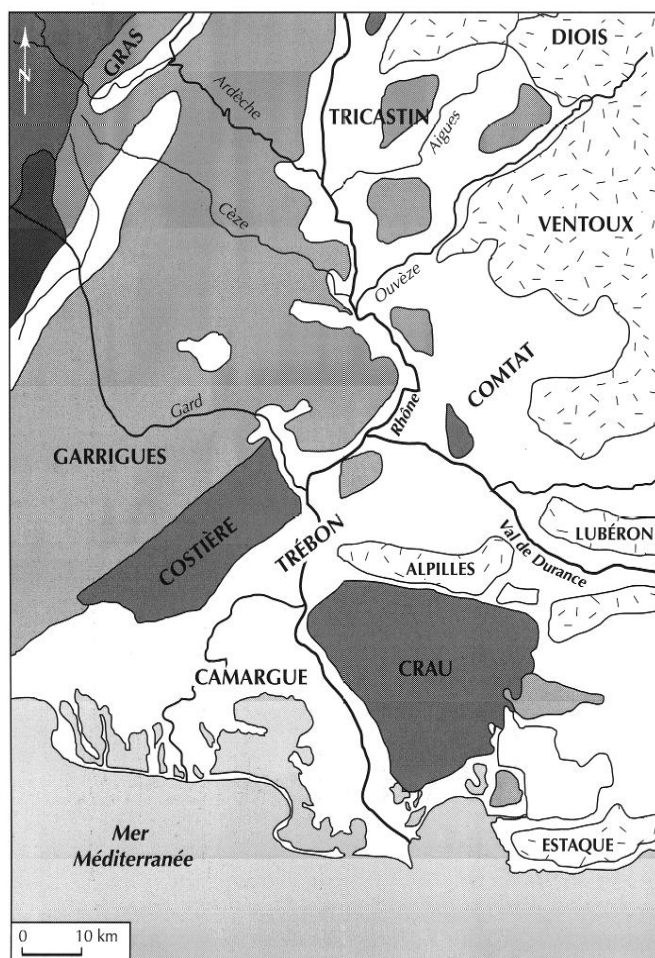 DIOIS
N
GRAS
Ardèche
TRICASTIN
Aigues
Cèze
VENTOUX
Ouvèze
COMTAT
Rhône
Gard
GARRIGUES
COSTIÈRE
TRÉBON
Val de Durance
LUBÉRON
ALPILLES
CRAU
CAMARGUE
Mer
Méditerranée
ESTAQUE
0 10 km